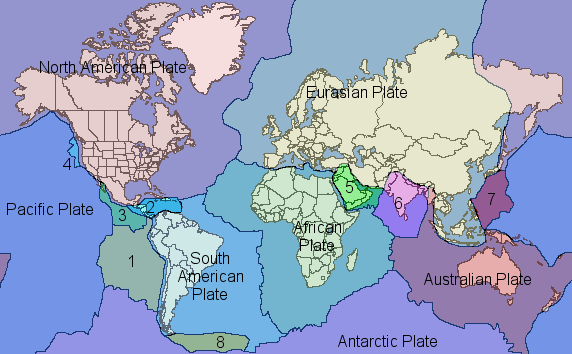 North American Plate
Eurasian Plate
4
5
6
7
Pacific Plate
3
African
Plate
1
South
American
Plate
Australian Plate
8
Antarctic Plate